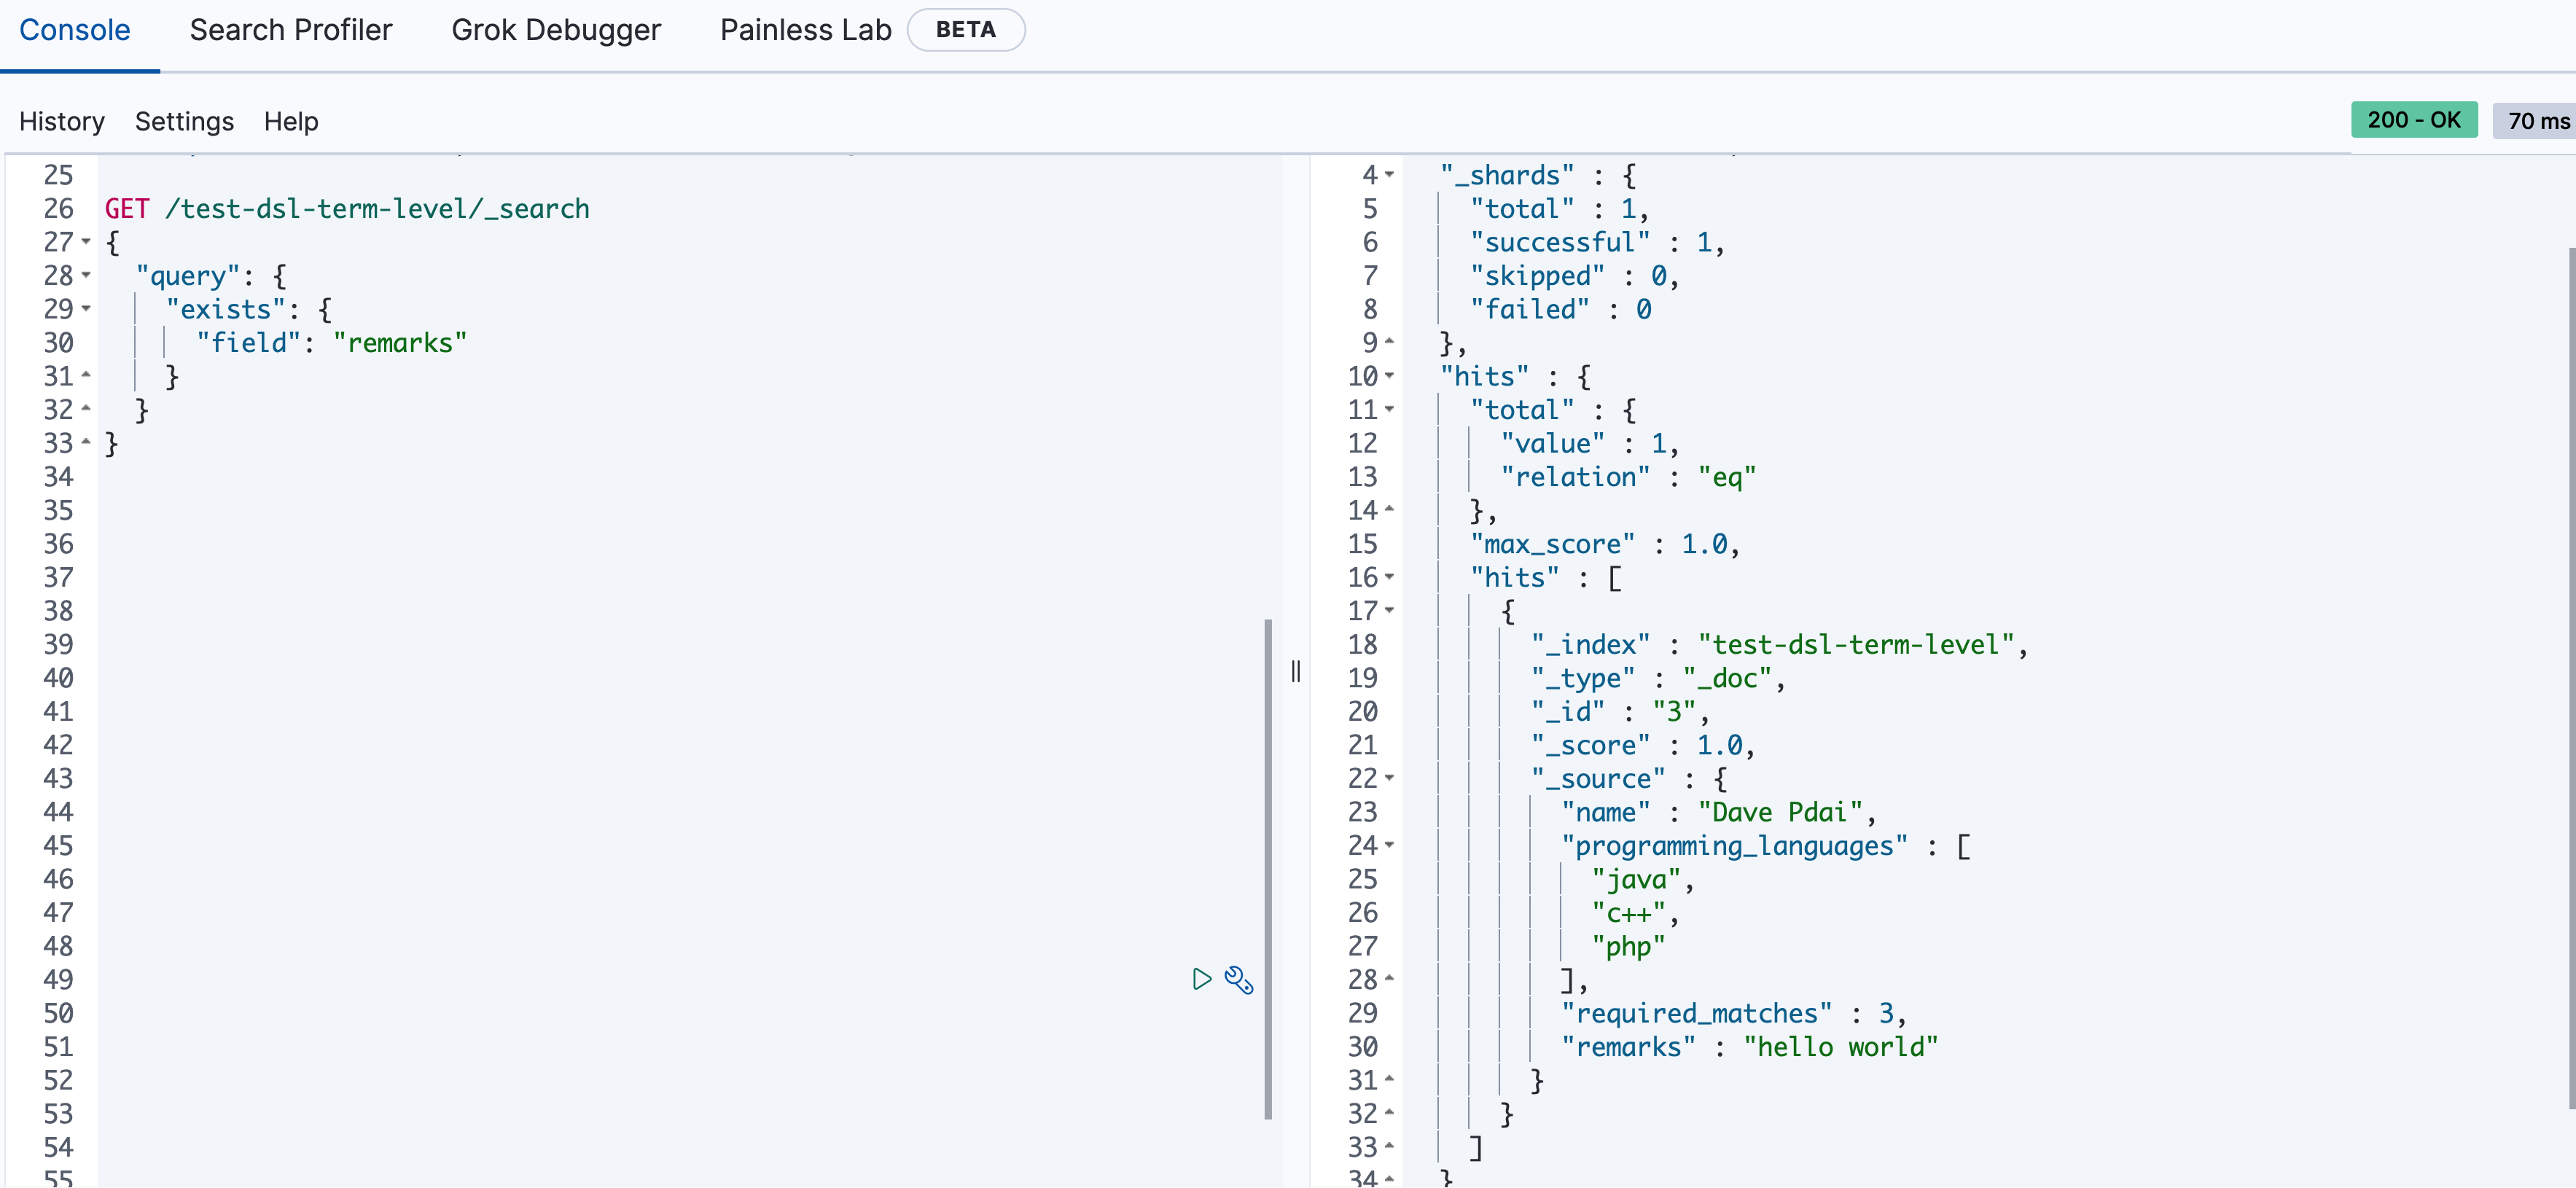 Console Search Profiler Grok Debugger Painless Lab BETA
History Settings Help 200 - OK 70 ms
25
26 GET /test-dsl-term-level/_search
27 {
28 "query": {
29 "exists": {
30 "field": "remarks"
31 }
32 }
33 }
34
35
36
37
38
39
40
41
42
43
44
45
46
47
48
49
50
51
52
53
54
55
4 "_shards" : {
5 "total" : 1,
6 "successful" : 1,
7 "skipped" : 0,
8 "failed" : 0
9 },
10 "hits" : {
11 "total" : {
12 "value" : 1,
13 "relation" : "eq"
14 },
15 "max_score" : 1.0,
16 "hits" : [
17 {
18 "_index" : "test-dsl-term-level",
19 "_type" : "_doc",
20 "_id" : "3",
21 "_score" : 1.0,
22 "_source" : {
23 "name" : "Dave Pdai",
24 "programming_languages" : [
25 "java",
26 "c++",
27 "php"
28 ],
29 "required_matches" : 3,
30 "remarks" : "hello world"
31 }
32 }
33 ]
34 }